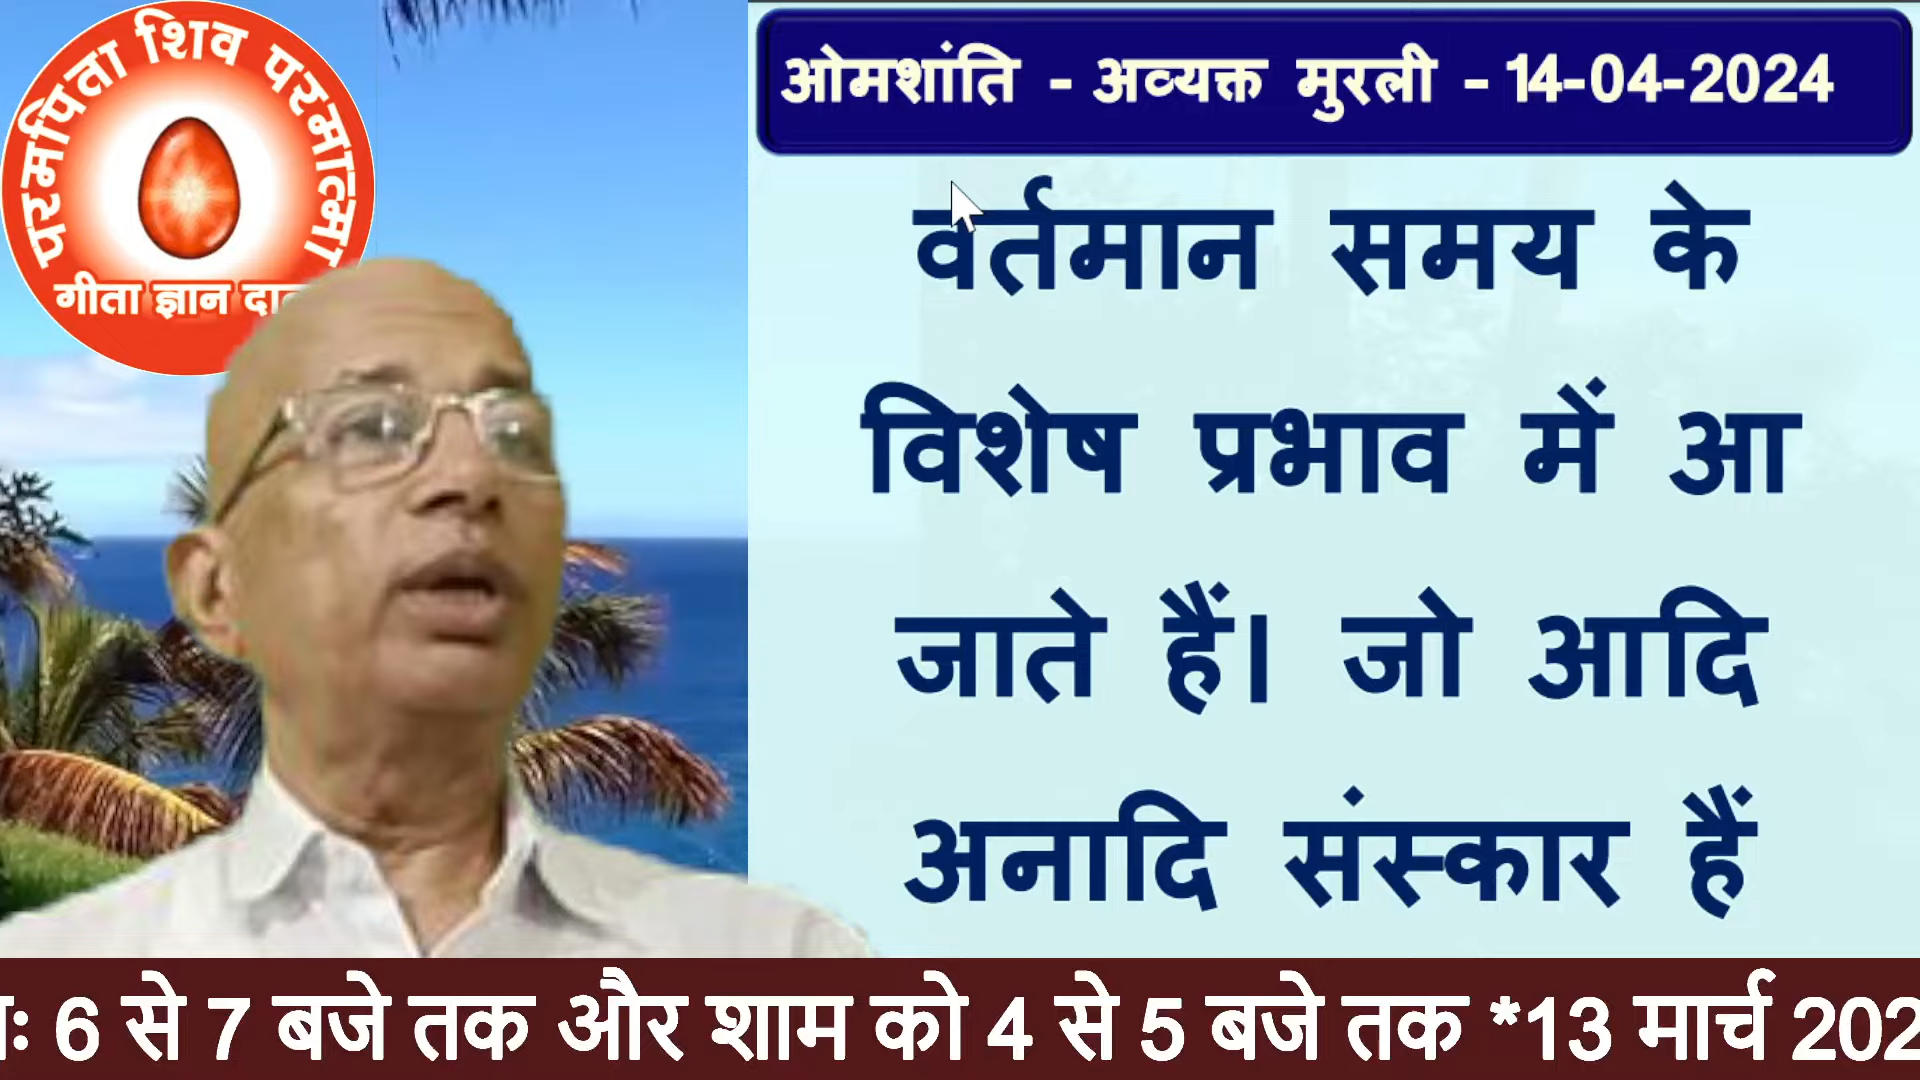 परमपिता शिव परमात्मा
गीता ज्ञान
ओमशांति - अव्यक्त मुरली - 14-04-2024
वर्तमान समय के
विशेष प्रभाव में आ
जाते हैं। जो आदि
अनादि संस्कार हैं
6 से 7 बजे तक और शाम को 4 से 5 बजे तक *13 मार्च